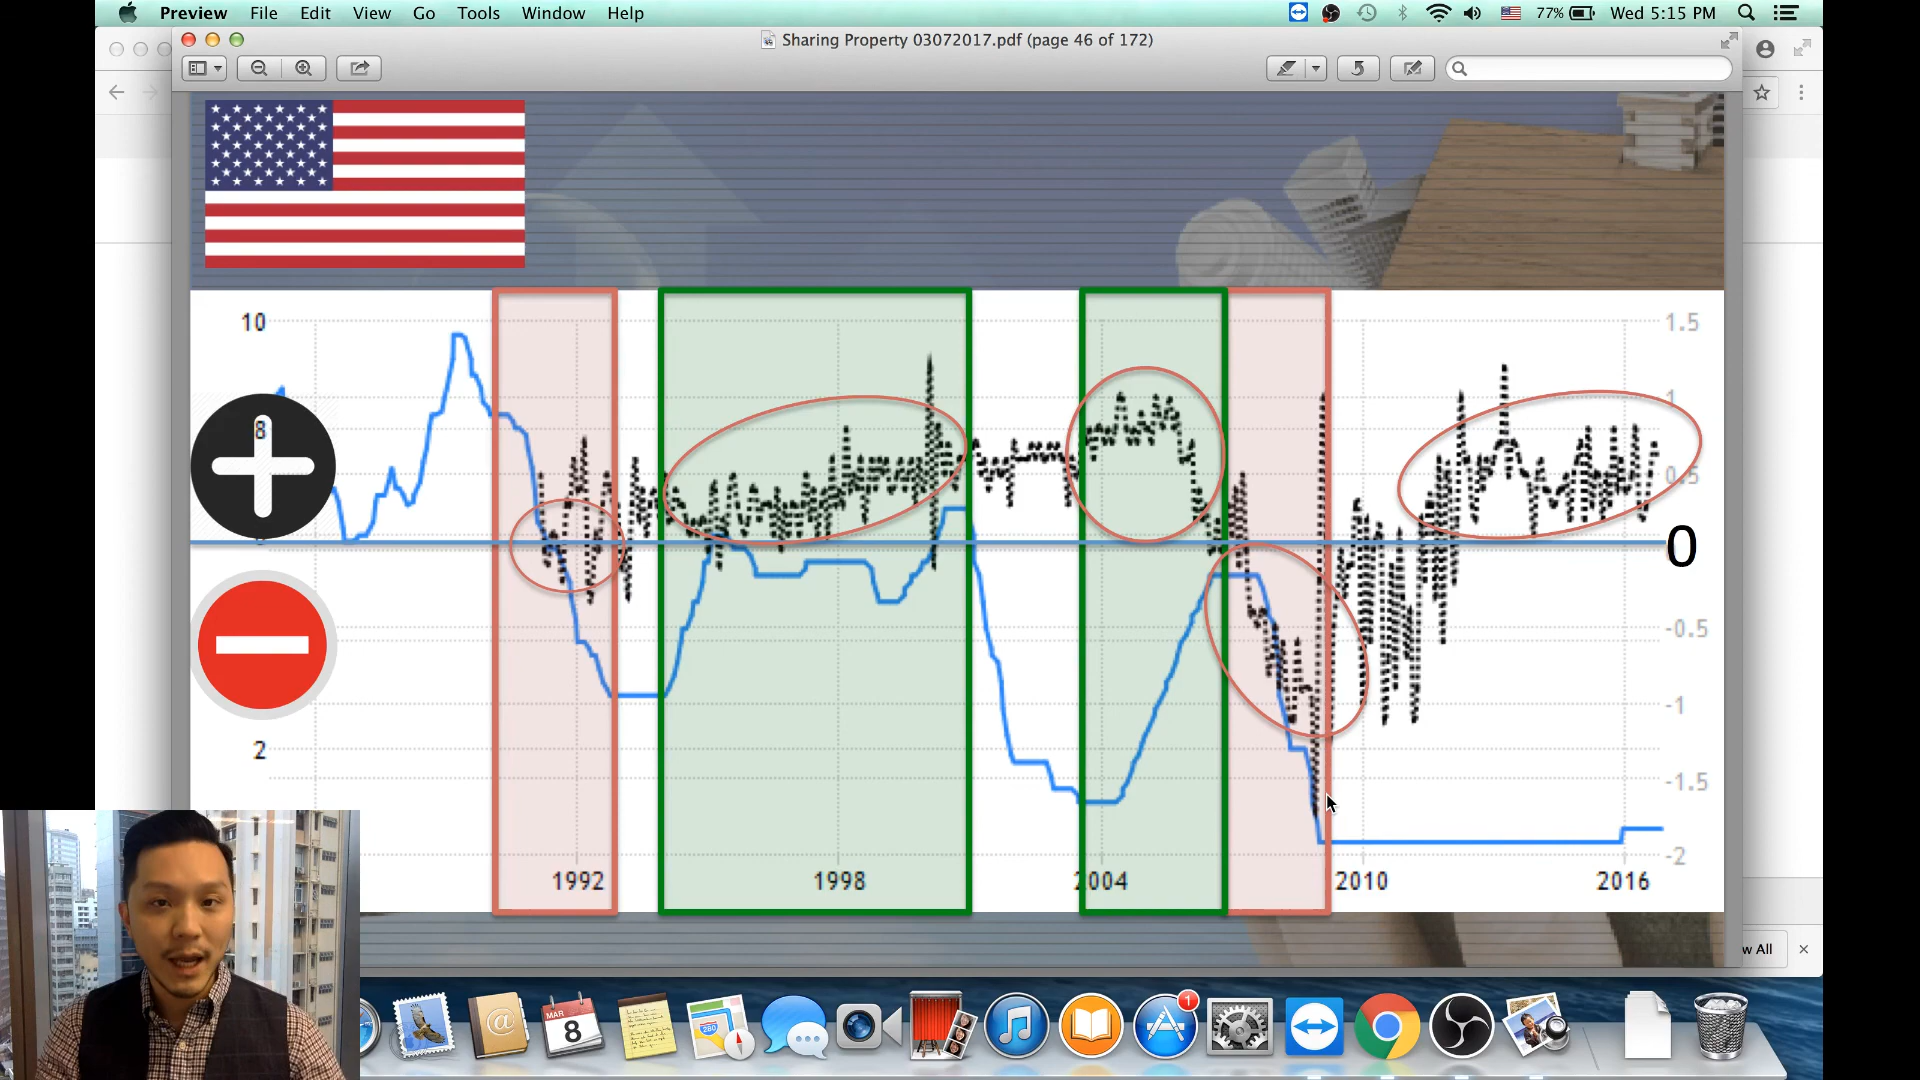 Preview File Edit View Go Tools Window Help 77% Wed 5:15 PM
Sharing Property 03072017.pdf (page 46 of 172)
10 1.5
8 1
0.5
0
-0.5
-1
2 -1.5
-2
1992 1998 2004 2010 2016
w All
MAR
8
280
1